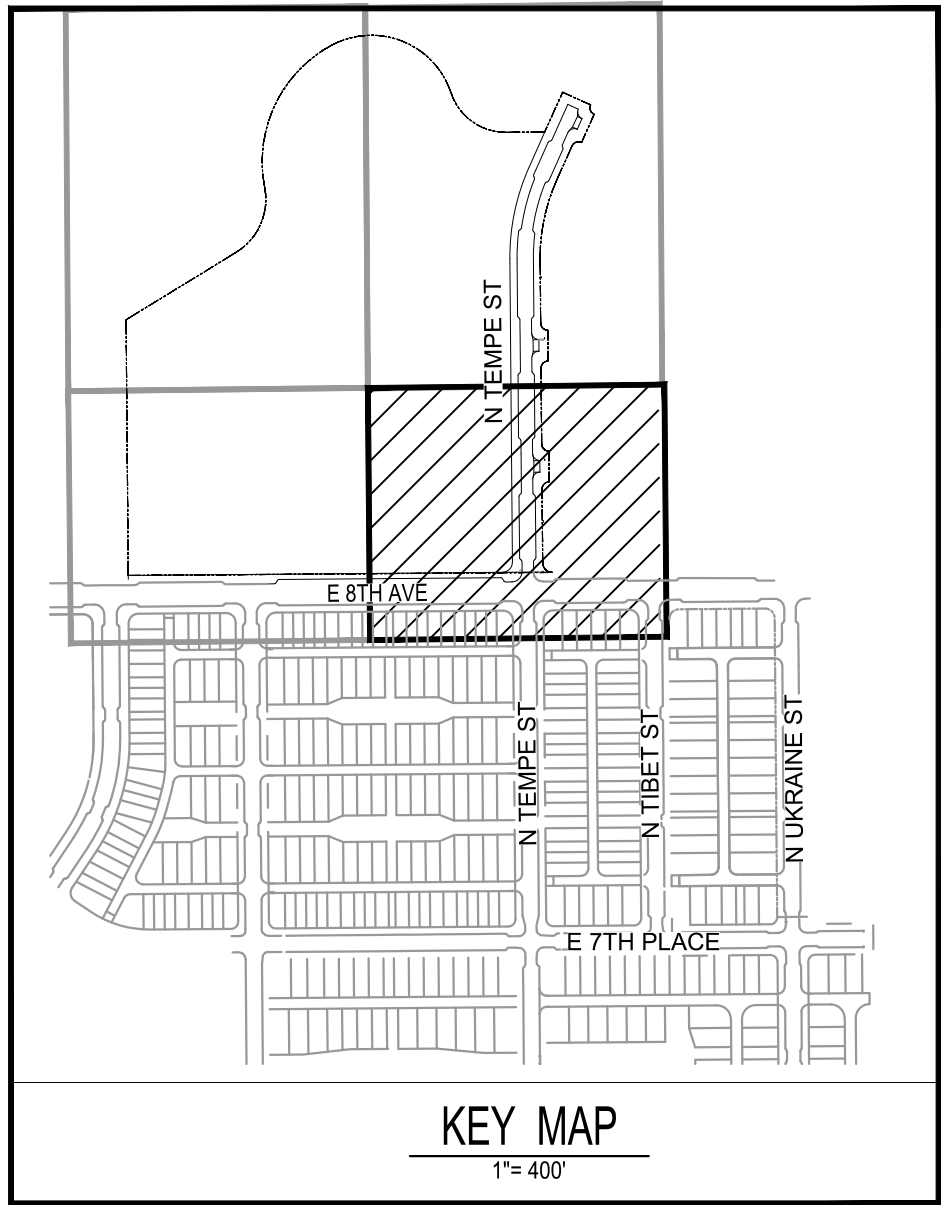 N TEMPE ST
E 8TH AVE
N TEMPE ST
N TIBET ST
N UKRAINE ST
E 7TH PLACE
KEY MAP
1"= 400'